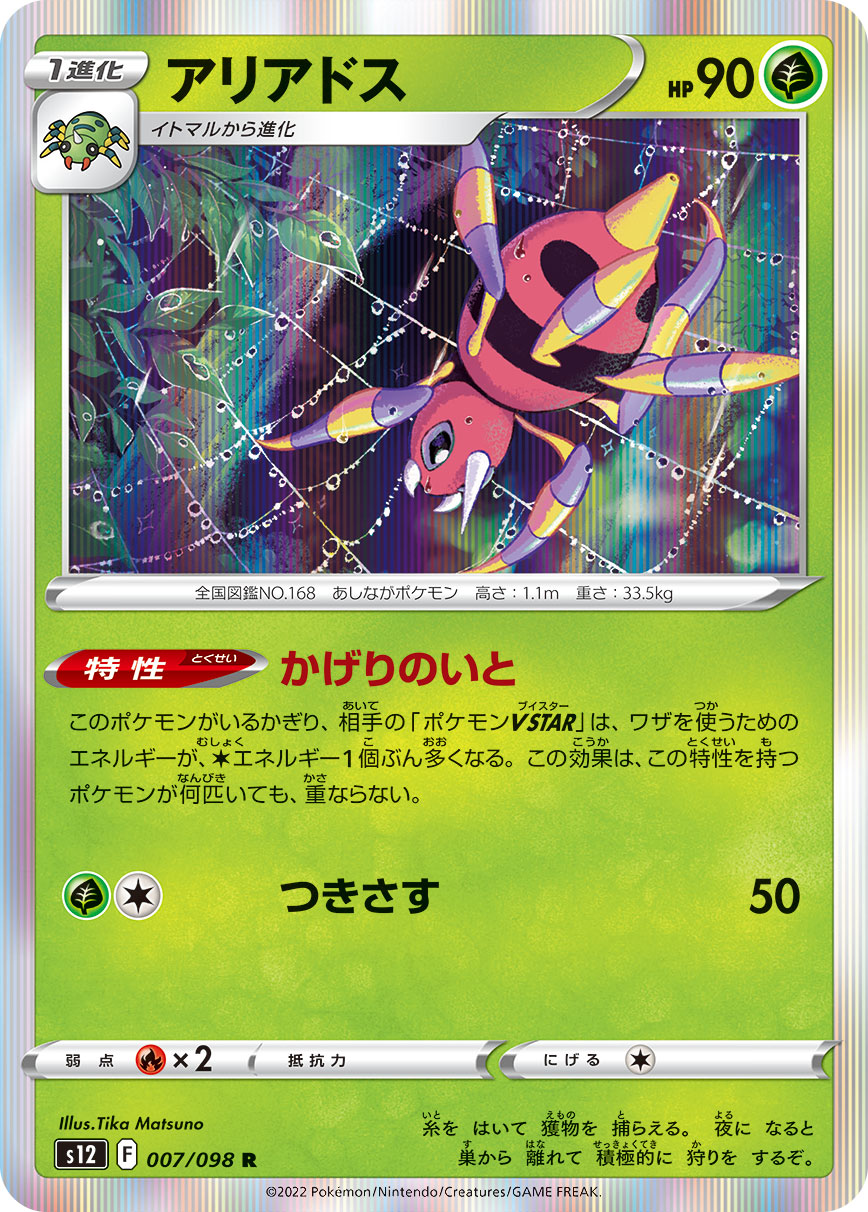 1進化 アリアドス HP90
イトマルから進化
全国図鑑NO.168 あしながポケモン 高さ：1.1m 重さ：33.5kg
特性 とくせい かげりのいと
このポケモンがいるかぎり、相手の「ポケモンVSTAR」は、ワザを使うための
エネルギーが、エネルギー1個ぶん多くなる。この効果は、この特性を持つ
ポケモンが何匹いても、重ならない。
つきさす 50
弱点 ×2 抵抗力 にげる
Illus.Tika Matsuno
s12 F 007/098 R
糸を はいて 獲物を 捕らえる。 夜に なると
巣から 離れて 積極的に 狩りを するぞ。
©2022 Pokémon/Nintendo/Creatures/GAME FREAK.